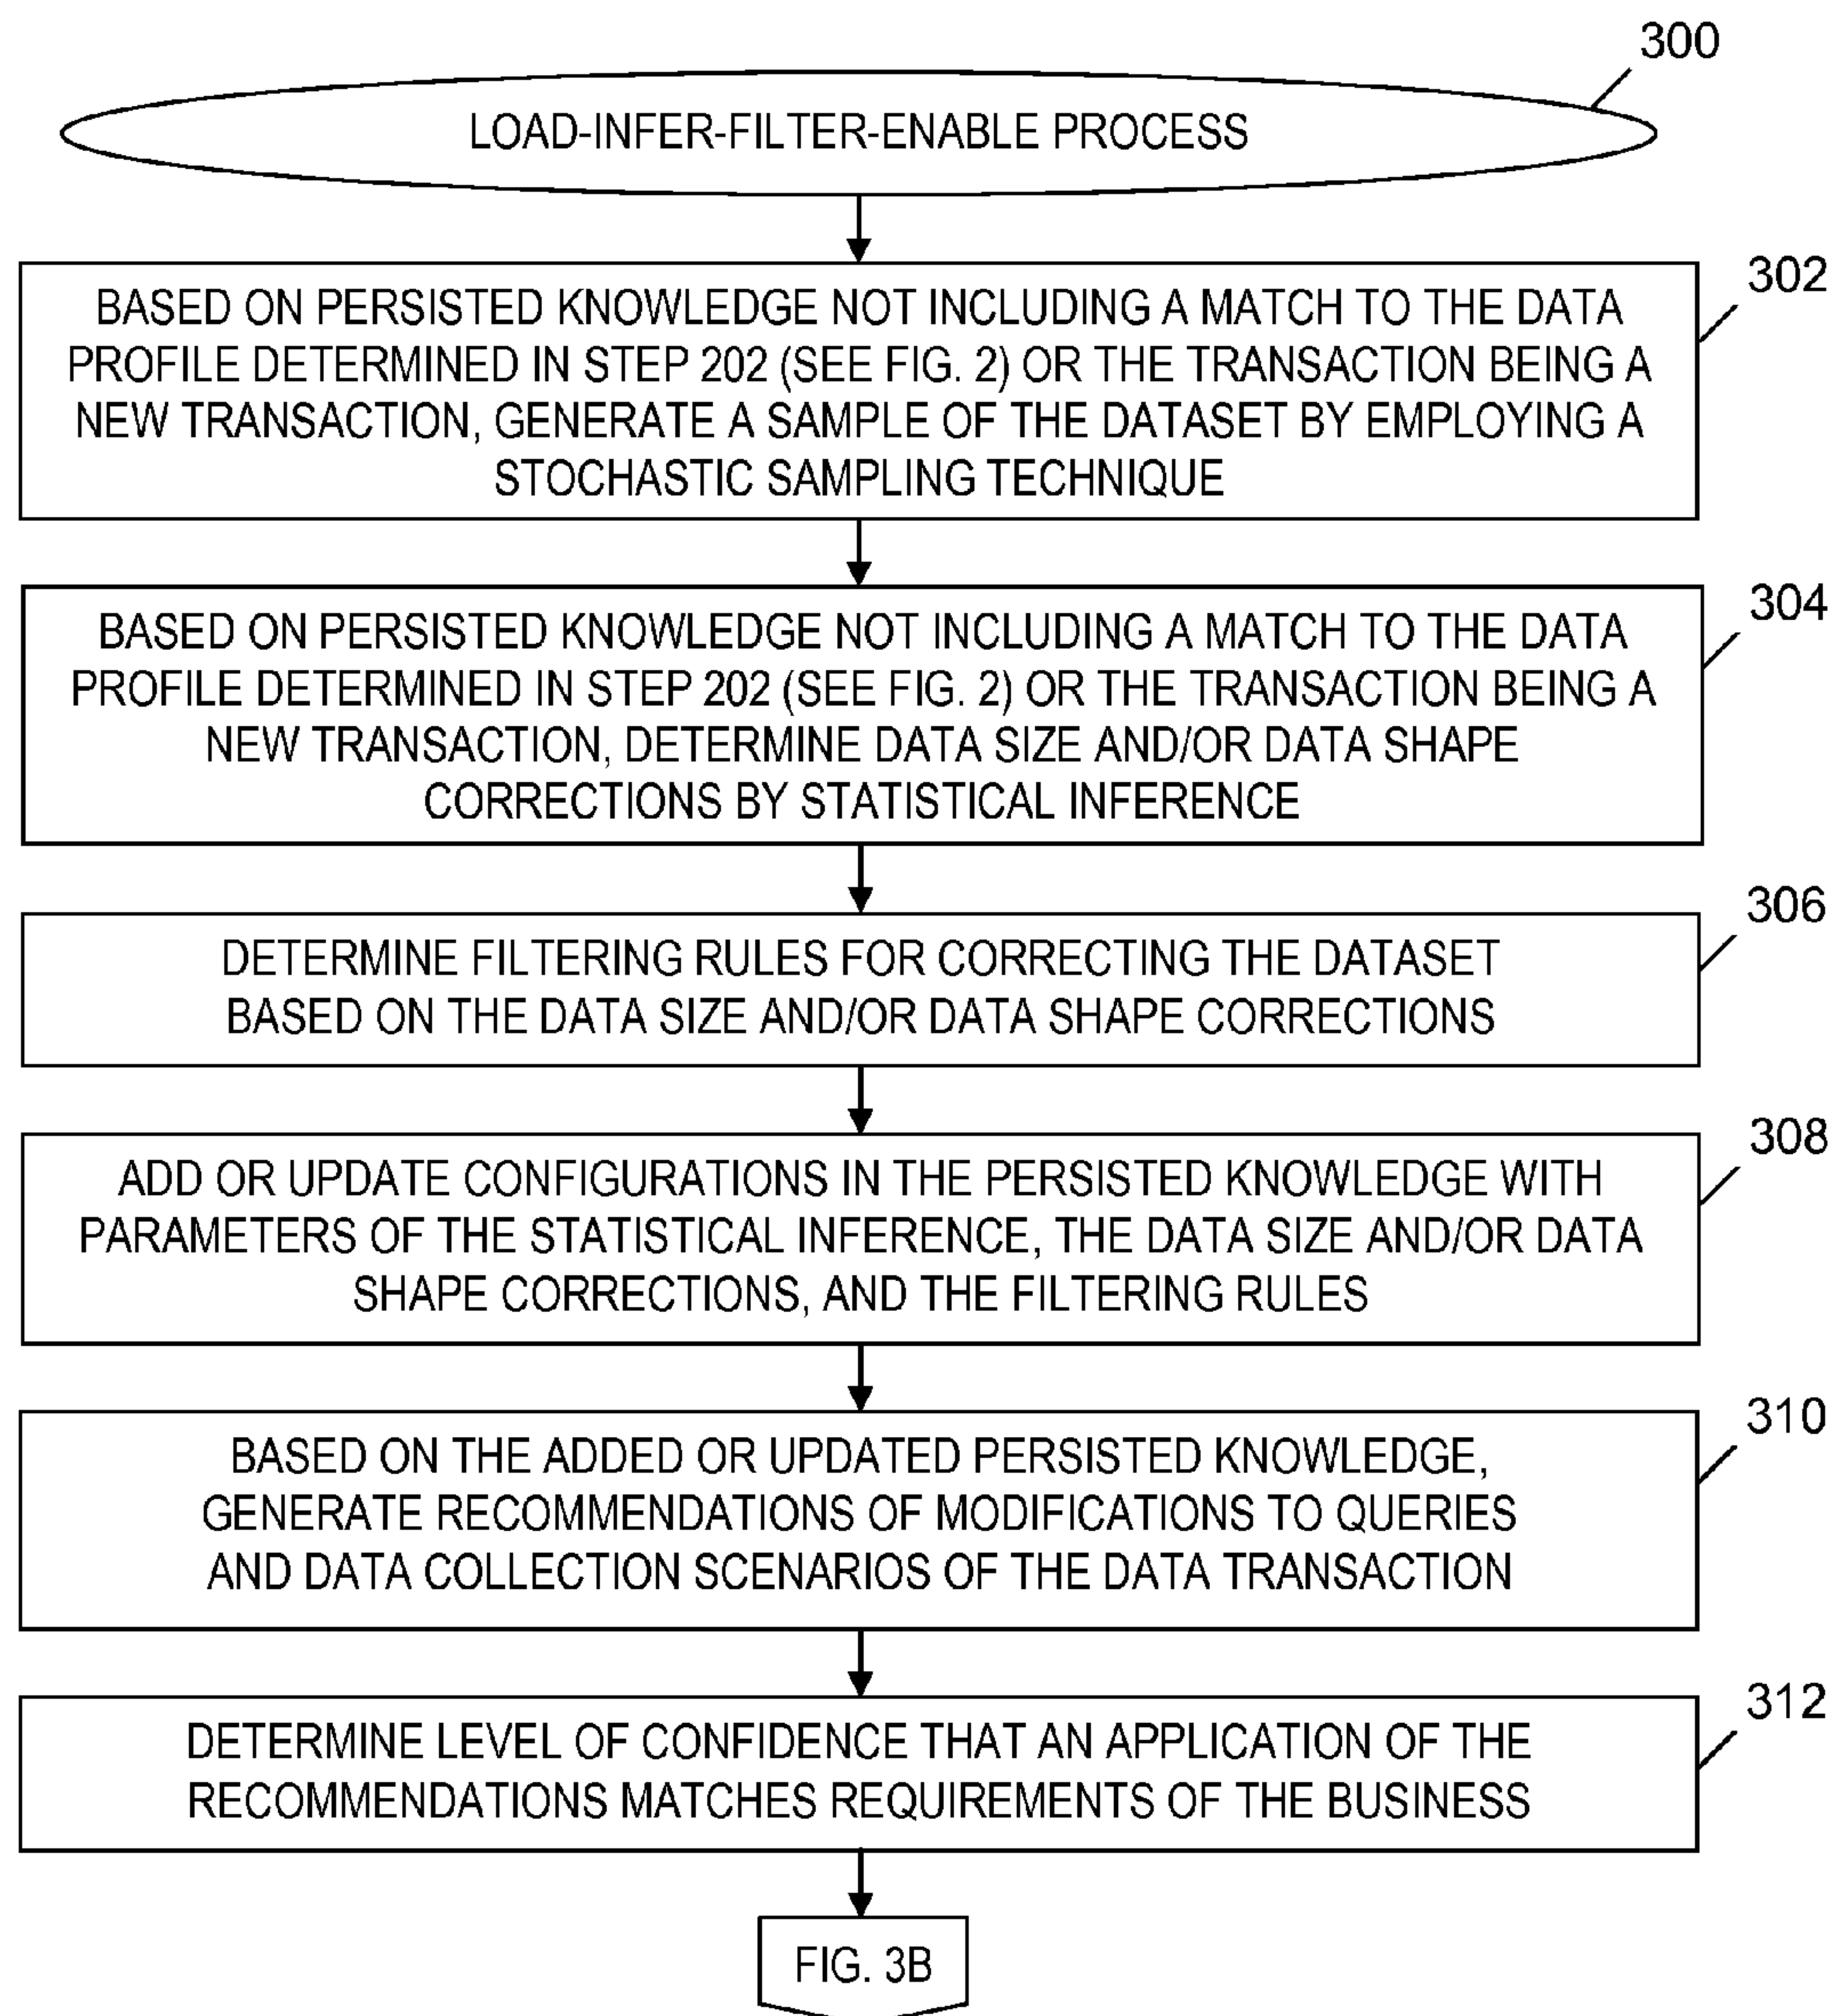 300
LOAD-INFER-FILTER-ENABLE PROCESS
302
BASED ON PERSISTED KNOWLEDGE NOT INCLUDING A MATCH TO THE DATA
PROFILE DETERMINED IN STEP 202 (SEE FIG. 2) OR THE TRANSACTION BEING A
NEW TRANSACTION, GENERATE A SAMPLE OF THE DATASET BY EMPLOYING A
STOCHASTIC SAMPLING TECHNIQUE
304
BASED ON PERSISTED KNOWLEDGE NOT INCLUDING A MATCH TO THE DATA
PROFILE DETERMINED IN STEP 202 (SEE FIG. 2) OR THE TRANSACTION BEING A
NEW TRANSACTION, DETERMINE DATA SIZE AND/OR DATA SHAPE
CORRECTIONS BY STATISTICAL INFERENCE
306
DETERMINE FILTERING RULES FOR CORRECTING THE DATASET
BASED ON THE DATA SIZE AND/OR DATA SHAPE CORRECTIONS
308
ADD OR UPDATE CONFIGURATIONS IN THE PERSISTED KNOWLEDGE WITH
PARAMETERS OF THE STATISTICAL INFERENCE, THE DATA SIZE AND/OR DATA
SHAPE CORRECTIONS, AND THE FILTERING RULES
310
BASED ON THE ADDED OR UPDATED PERSISTED KNOWLEDGE,
GENERATE RECOMMENDATIONS OF MODIFICATIONS TO QUERIES
AND DATA COLLECTION SCENARIOS OF THE DATA TRANSACTION
312
DETERMINE LEVEL OF CONFIDENCE THAT AN APPLICATION OF THE
RECOMMENDATIONS MATCHES REQUIREMENTS OF THE BUSINESS
FIG. 3B